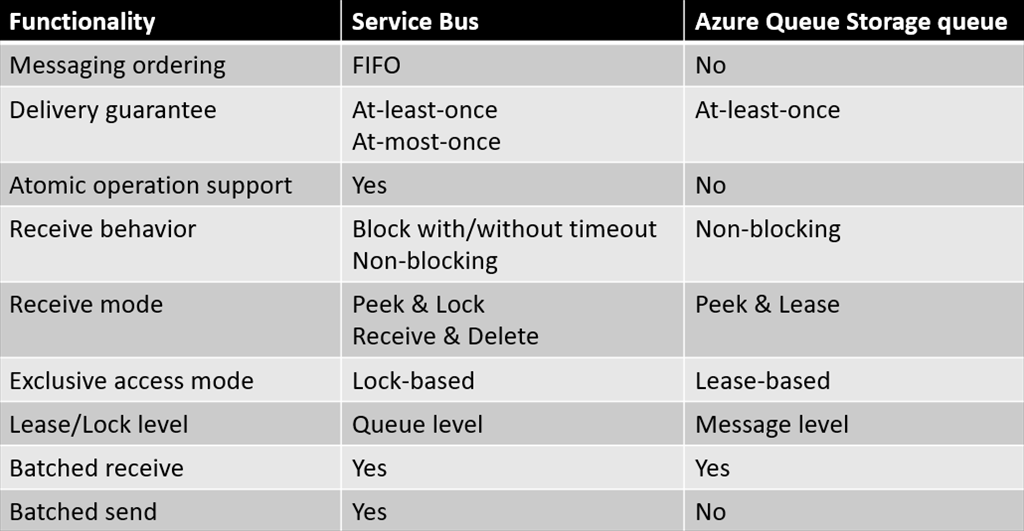 Functionality Service Bus Azure Queue Storage queue
Messaging ordering FIFO No
Delivery guarantee At-least-once At-least-once
At-most-once
Atomic operation support Yes No
Receive behavior Block with/without timeout Non-blocking
Non-blocking
Receive mode Peek & Lock Peek & Lease
Receive & Delete
Exclusive access mode Lock-based Lease-based
Lease/Lock level Queue level Message level
Batched receive Yes Yes
Batched send Yes No